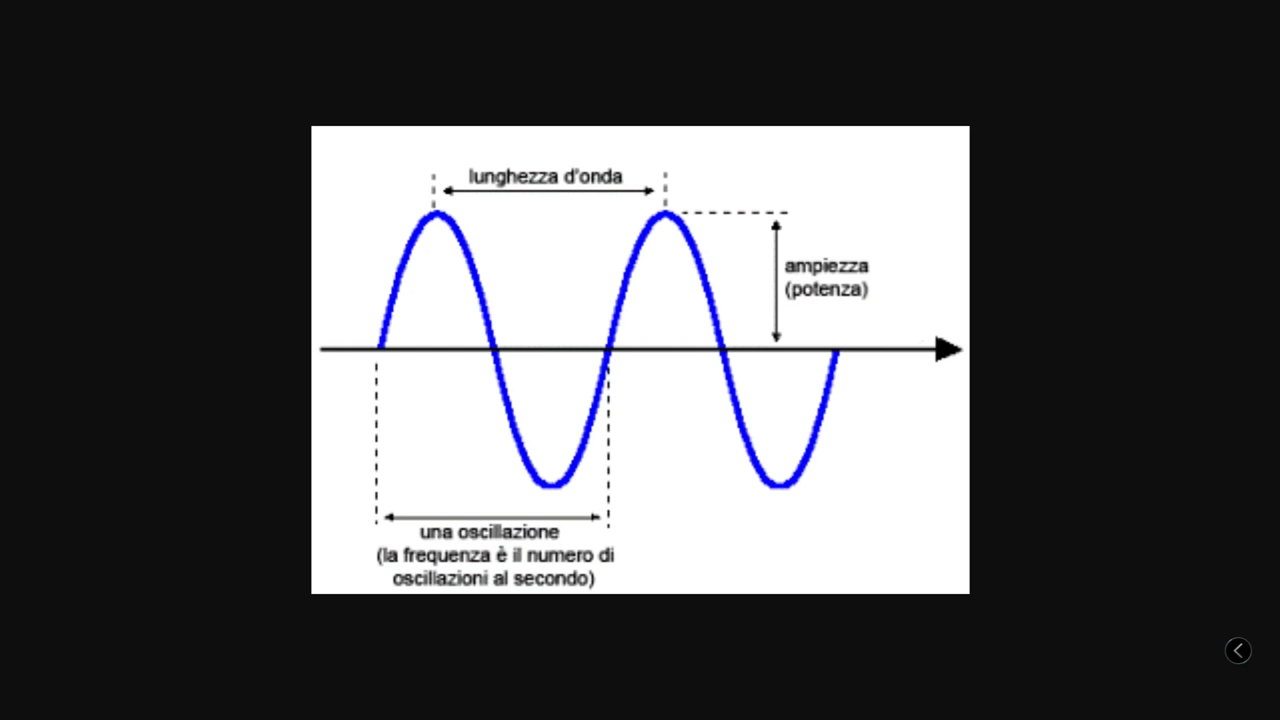 lunghezza d'onda
ampiezza
(potenza)
una oscillazione
(la frequenza è il numero di
oscillazioni al secondo)